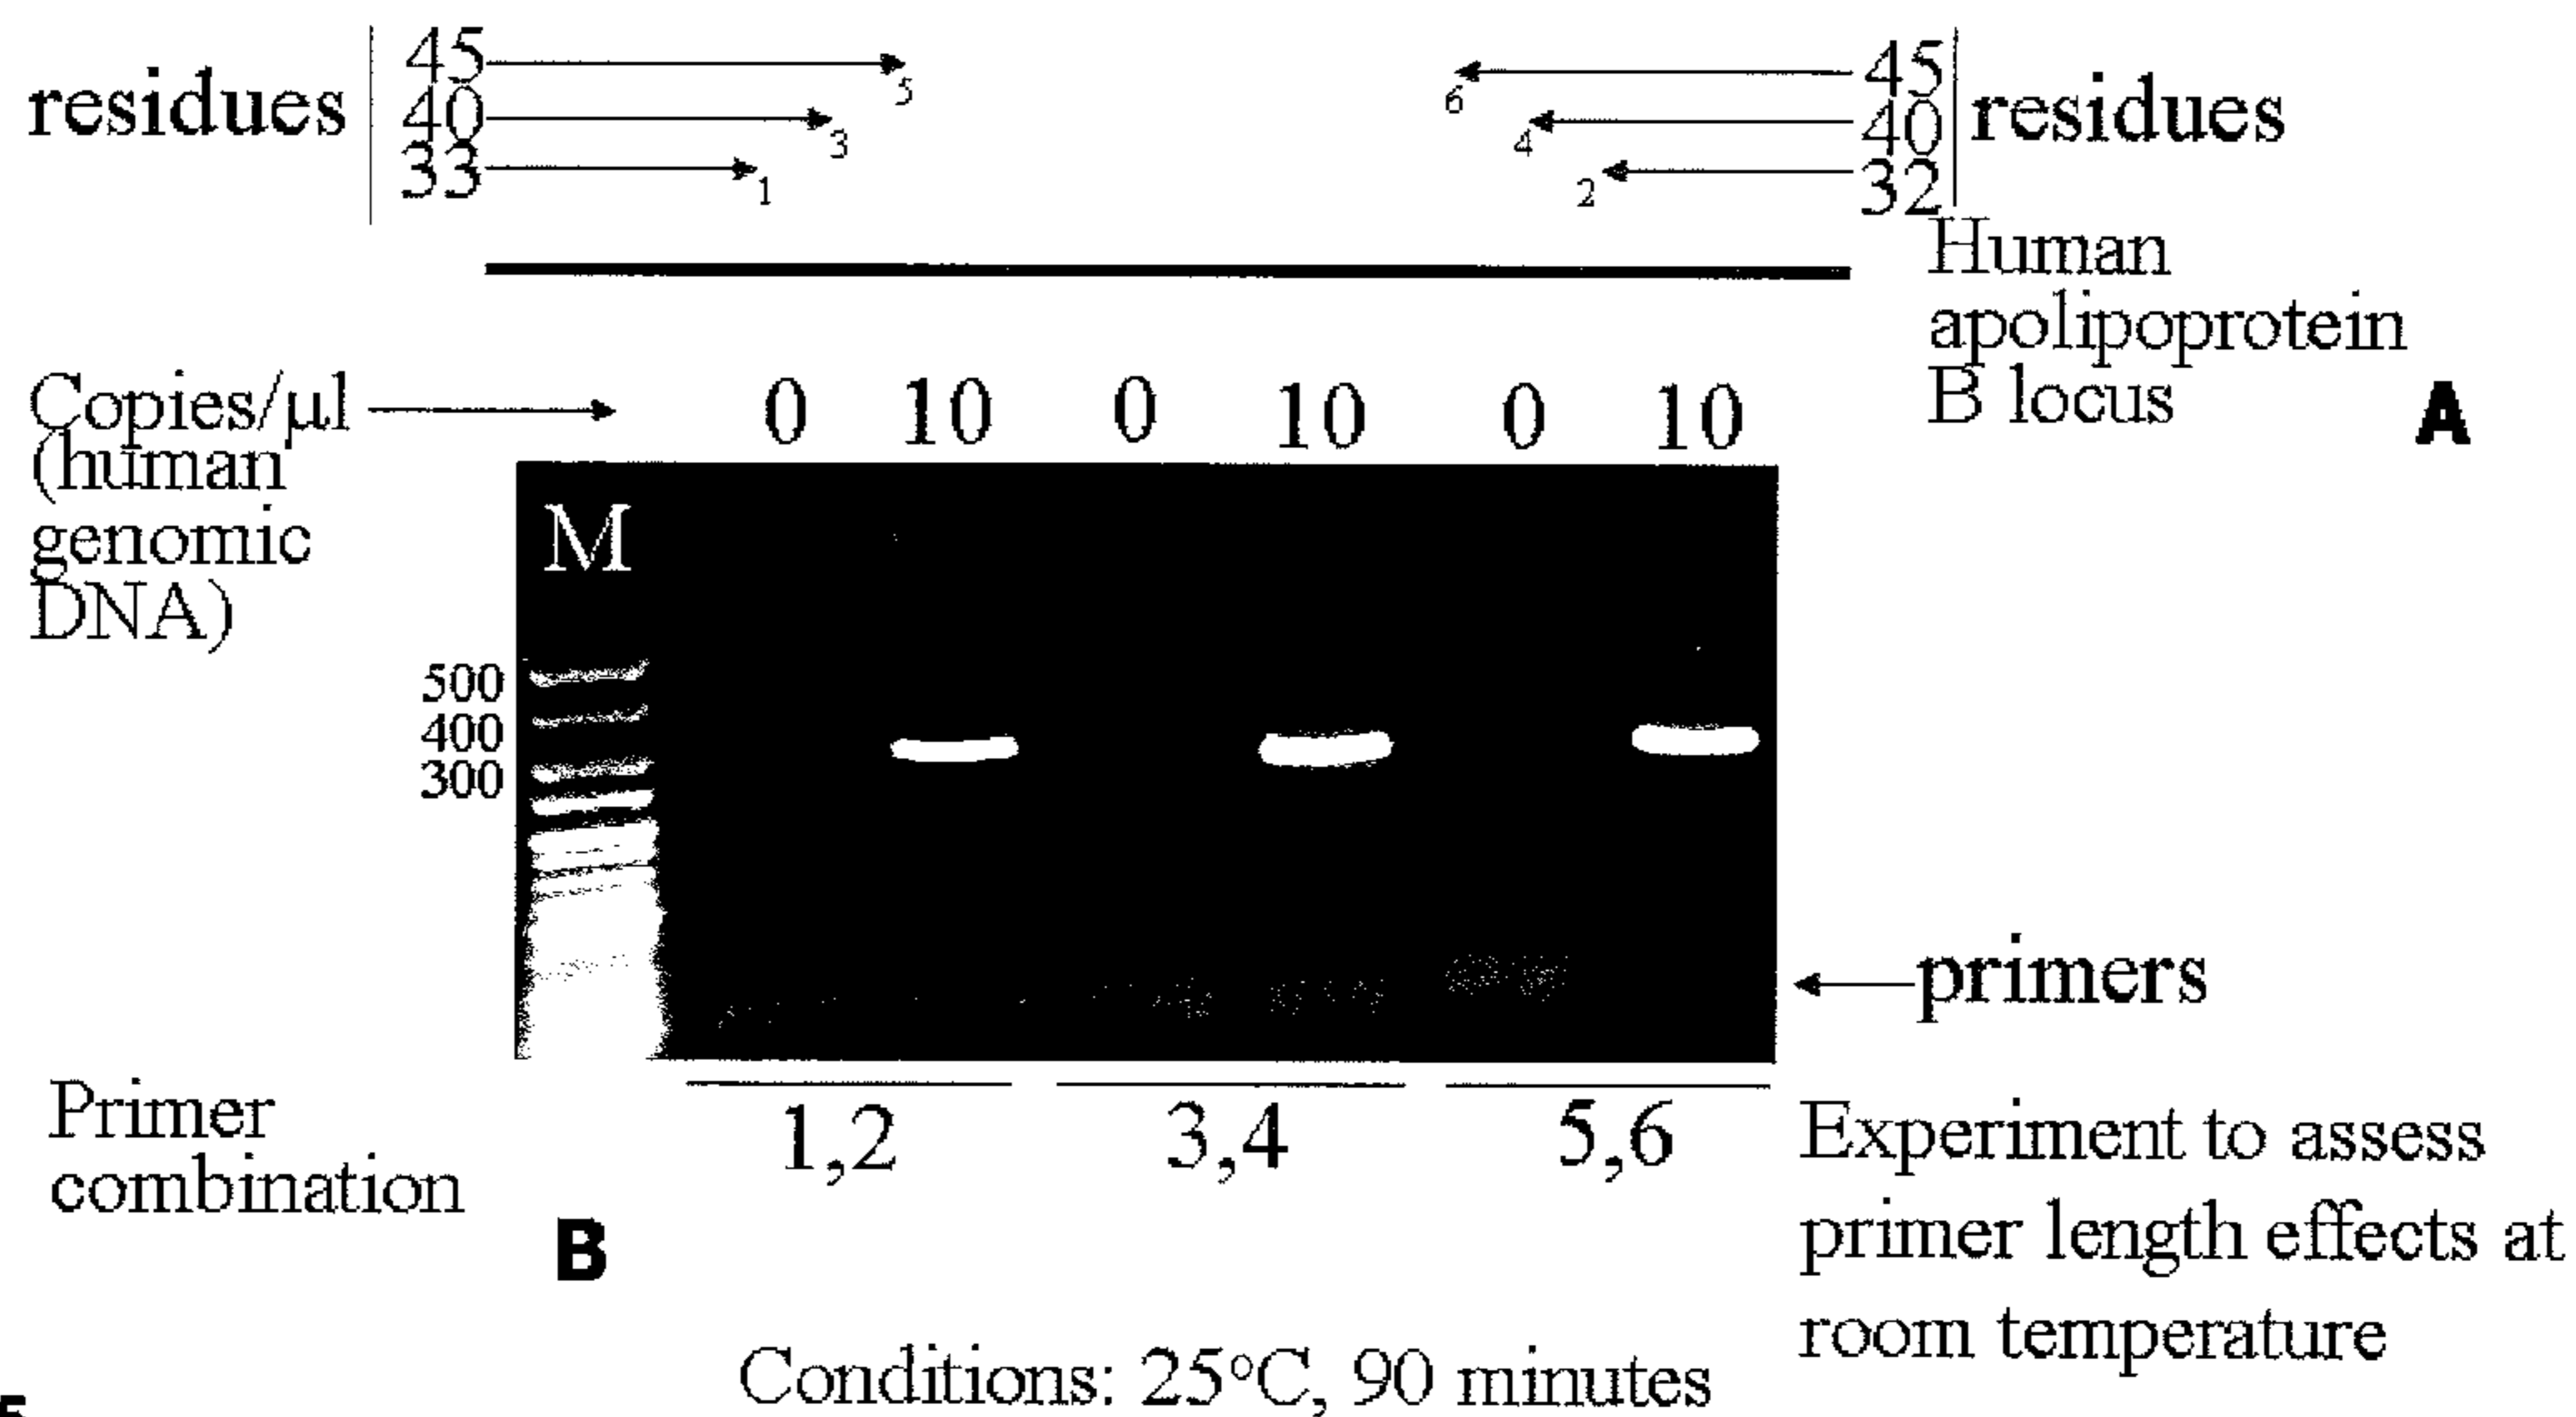 residues
45
40
33
5
3
1
6
4
2
45
40
32
residues
Human
apolipoprotein
B locus
A
Copies/µl
(human
genomic
DNA)
0 10 0 10 0 10
M
500
400
300
primers
Primer
combination
1,2 3,4 5,6
B
Experiment to assess
primer length effects at
room temperature
Conditions: 25°C, 90 minutes